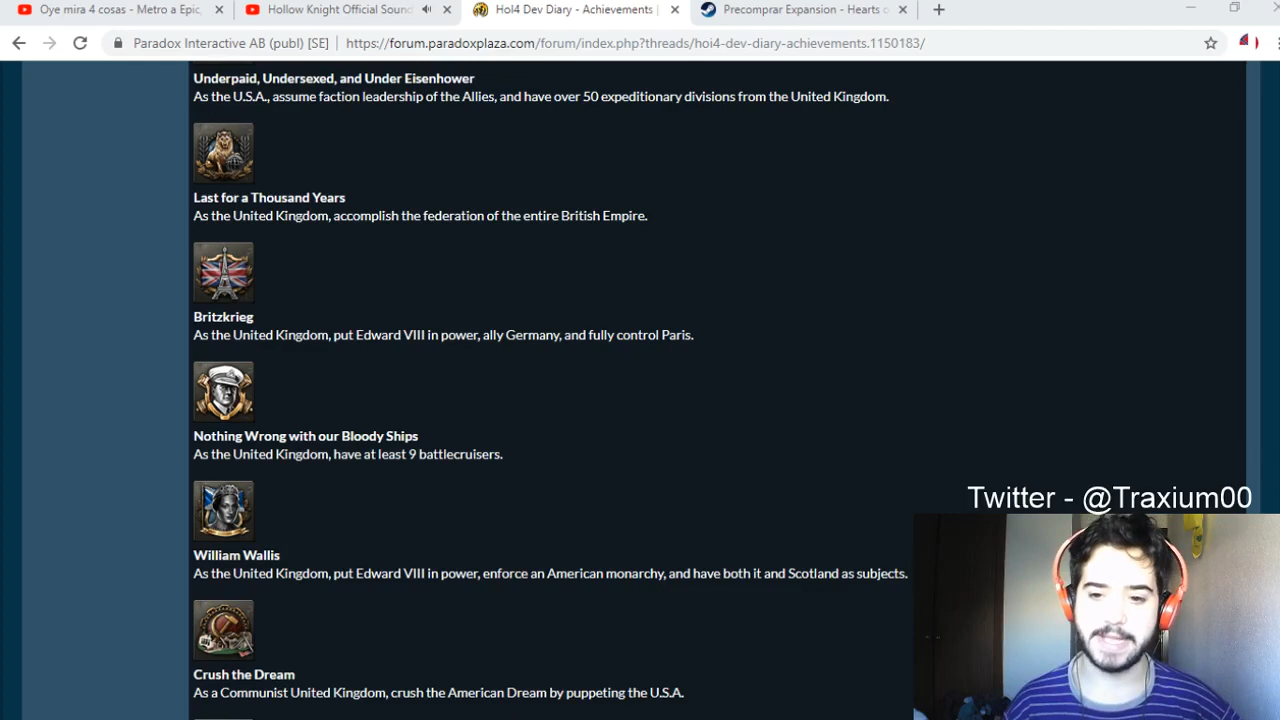 Oye mira 4 cosas - Metro a Epic,
Hollow Knight Official Sound
Hol4 Dev Diary - Achievements |
Precomprar Expansion - Hearts o
Paradox Interactive AB (publ) [SE] | https://forum.paradoxplaza.com/forum/index.php?threads/hoi4-dev-diary-achievements.1150183/
Underpaid, Undersexed, and Under Eisenhower
As the U.S.A., assume faction leadership of the Allies, and have over 50 expeditionary divisions from the United Kingdom.
Last for a Thousand Years
As the United Kingdom, accomplish the federation of the entire British Empire.
Britzkrieg
As the United Kingdom, put Edward VIII in power, ally Germany, and fully control Paris.
Nothing Wrong with our Bloody Ships
As the United Kingdom, have at least 9 battlecruisers.
Twitter - @Traxium00
William Wallis
As the United Kingdom, put Edward VIII in power, enforce an American monarchy, and have both it and Scotland as subjects.
Crush the Dream
As a Communist United Kingdom, crush the American Dream by puppeting the U.S.A.